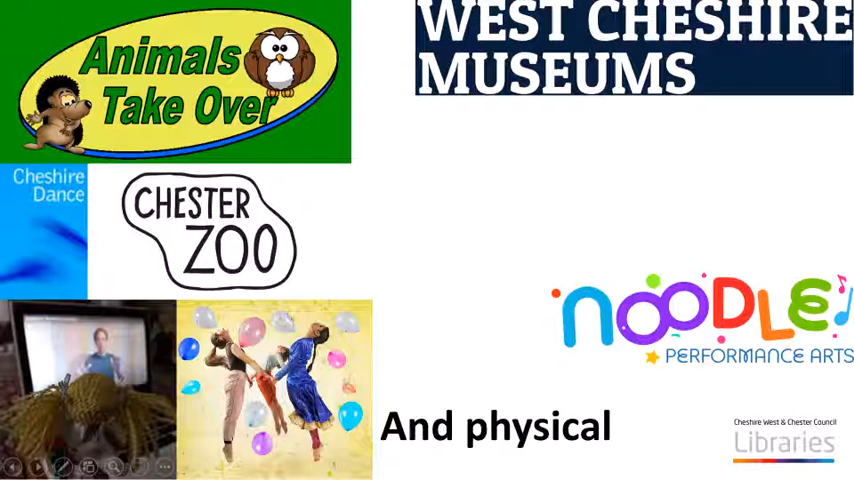 Animals
Take Over
WEST CHESHIRE
MUSEUMS
Cheshire
Dance
CHESTER
ZOO
nOODLE
PERFORMANCE ARTS
And physical
Cheshire West & Chester Council
Libraries